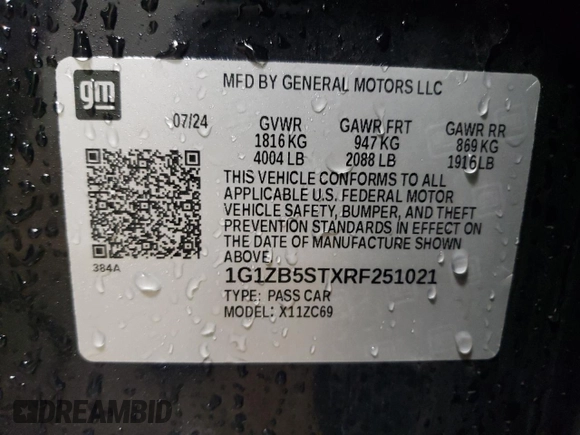 gm
MFD BY GENERAL MOTORS LLC
07/24 GVWR GAWR FRT GAWR RR
1816 KG 947 KG 869 KG
4004 LB 2088 LB 1916 LB
THIS VEHICLE CONFORMS TO ALL
APPLICABLE U.S. FEDERAL MOTOR
VEHICLE SAFETY, BUMPER, AND THEFT
PREVENTION STANDARDS IN EFFECT ON
THE DATE OF MANUFACTURE SHOWN
ABOVE.
384A
1G1ZB5STXRF251021
TYPE: PASS CAR
MODEL: X11ZC69
DREAMBID